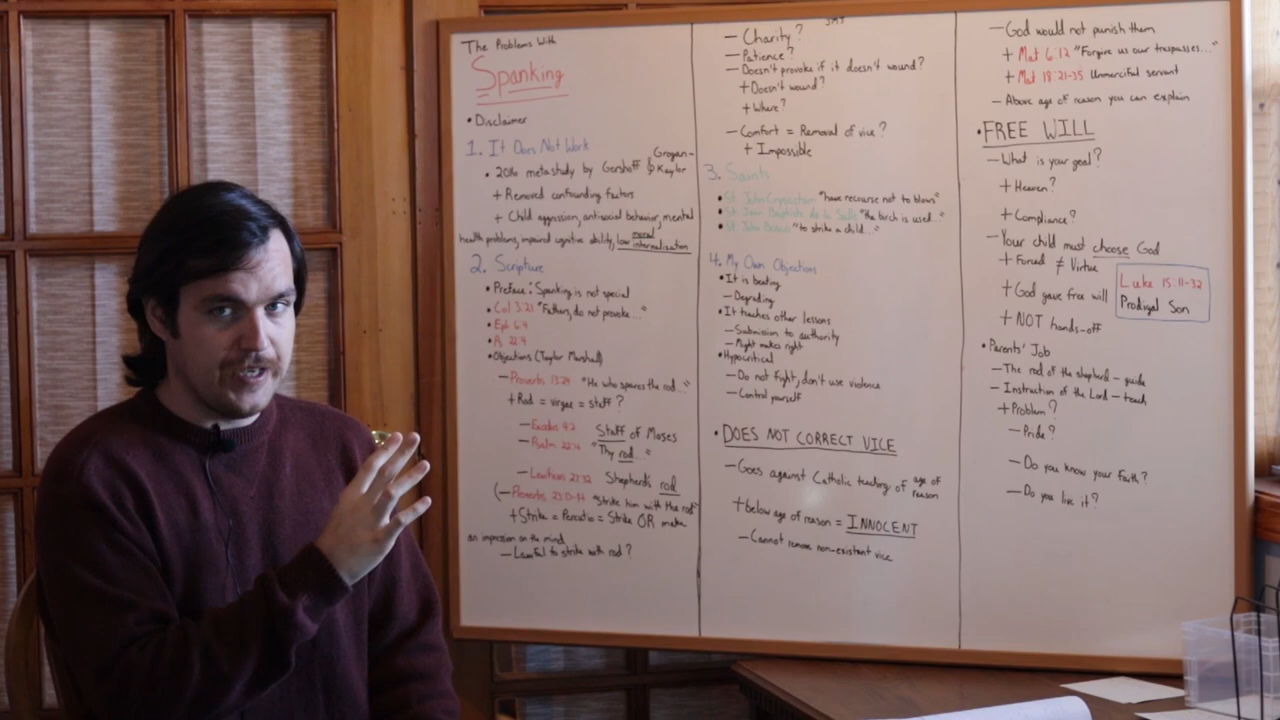 The Problems With
Spanking
• Disclaimer
1. It Does Not Work
• 2016 metastudy by Gershoff & Grogan-Kaylor
+ Removed confounding factors
+ Child aggression, antisocial behavior, mental
health problems, impaired cognitive ability, low moral internalization
2. Scripture
• Preface: Spanking is not special
• Col 3:21 "Fathers, do not provoke..."
• Eph 6:4
• Ps 22:4
• Objections (Taylor Marshall)
– Proverbs 13:24 "He who spares the rod..."
+ Rod = virgae = staff?
– Exodus 4:2 Staff of Moses
– Psalm 22:4 "Thy rod..."
– Leviticus 27:32 Shepherd's rod
(– Proverbs 23:13-14 "Strike him with the rod"
+ Strike = Percutio = Strike OR make
an impression on the mind
– Lawful to strike with rod?
JMJ
– Charity?
– Patience?
– Doesn't provoke if it doesn't wound?
+ Doesn't wound?
+ Where?
– Comfort = Removal of vice?
+ Impossible
3. Saints
• St. John Chrysostom "have recourse not to blows"
• St. Jean Baptiste de la Salle "the birch is used..."
• St. John Bosco "to strike a child..."
4. My Own Objections
• It is beating
– Degrading
• It teaches other lessons
– Submission to authority
– Might makes right
• Hypocritical
– Do not fight, don't use violence
– Control yourself
• DOES NOT CORRECT VICE
– Goes against Catholic teaching of age of reason
+ below age of reason = INNOCENT
– Cannot remove non-existent vice
– God would not punish them
+ Mat 6:12 "Forgive us our trespasses..."
+ Mat 18:21-35 Unmerciful servant
– Above age of reason you can explain
• FREE WILL
– What is your goal?
+ Heaven?
+ Compliance?
– Your child must choose God
+ Forced ≠ Virtue
+ God gave free will
+ NOT hands-off
Luke 15:11-32
Prodigal Son
• Parents' Job
– The rod of the shepherd – guide
– Instruction of the Lord – teach
+ Problem?
– Pride?
– Do you know your faith?
– Do you live it?